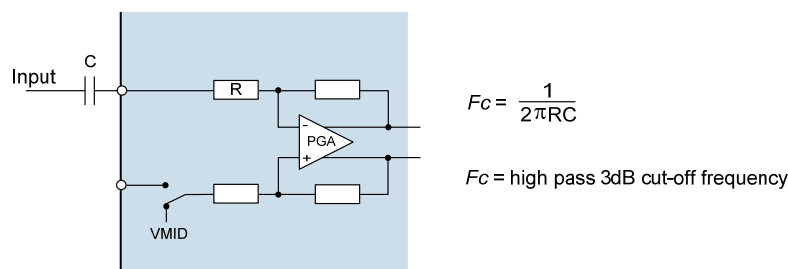 C
Input
R
-
PGA
+
VMID
Fc = 1 / 2πRC
Fc = high pass 3dB cut-off frequency